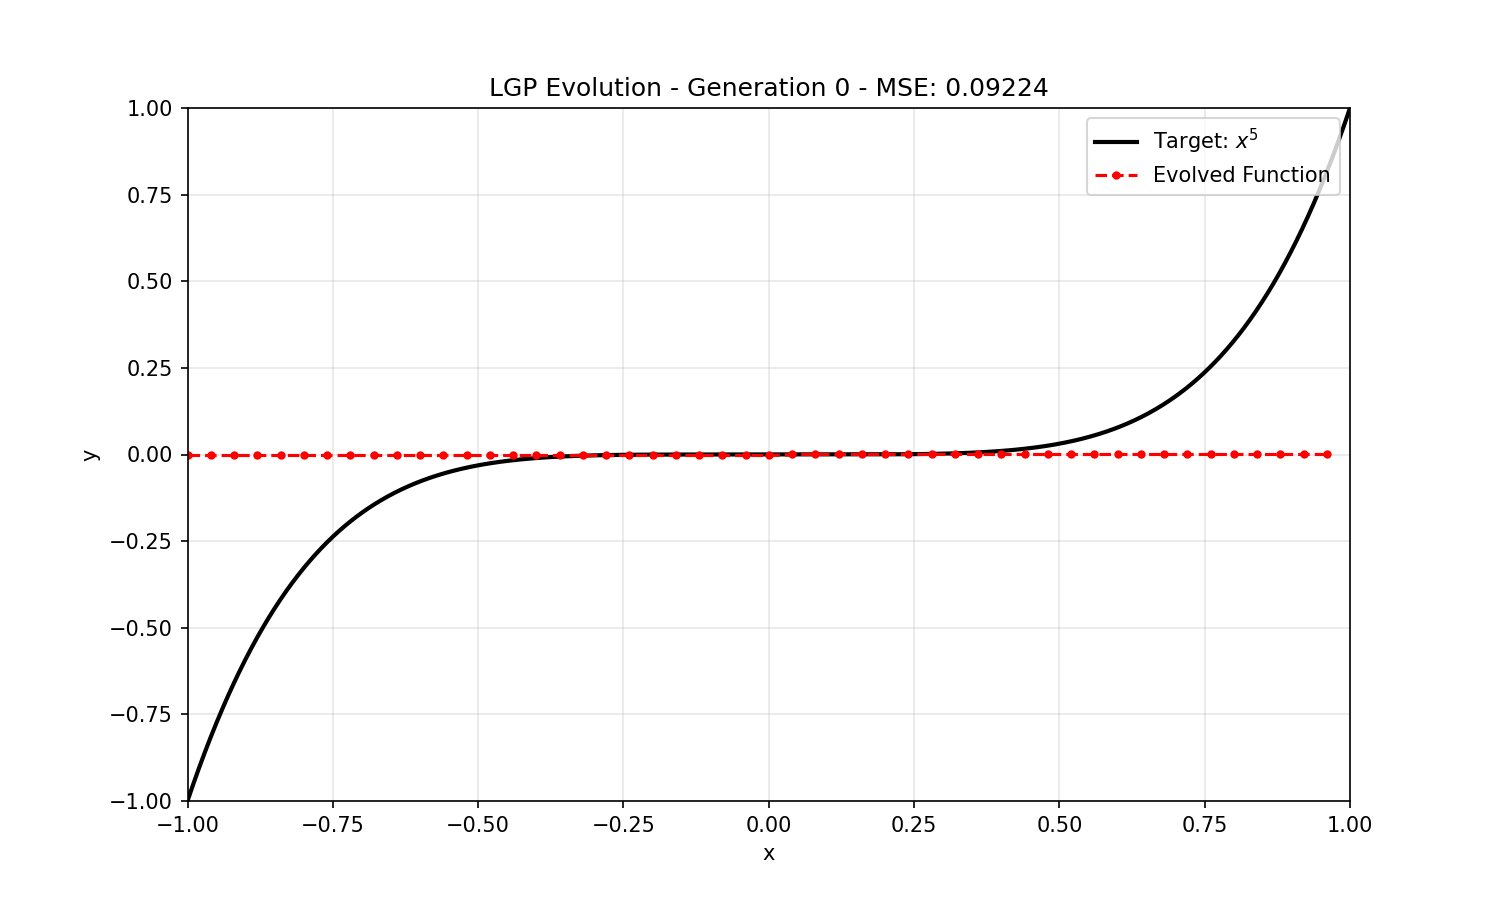 LGP Evolution - Generation 0 - MSE: 0.09224
Target: x⁵
Evolved Function
1.00
0.75
0.50
0.25
0.00
−0.25
−0.50
−0.75
−1.00
y
−1.00 −0.75 −0.50 −0.25 0.00 0.25 0.50 0.75 1.00
x